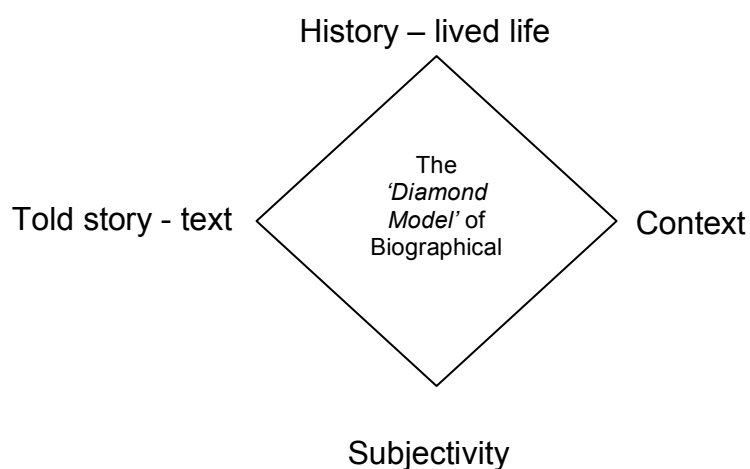 History – lived life
The
‘Diamond
Model’ of
Biographical
Told story - text
Context
Subjectivity